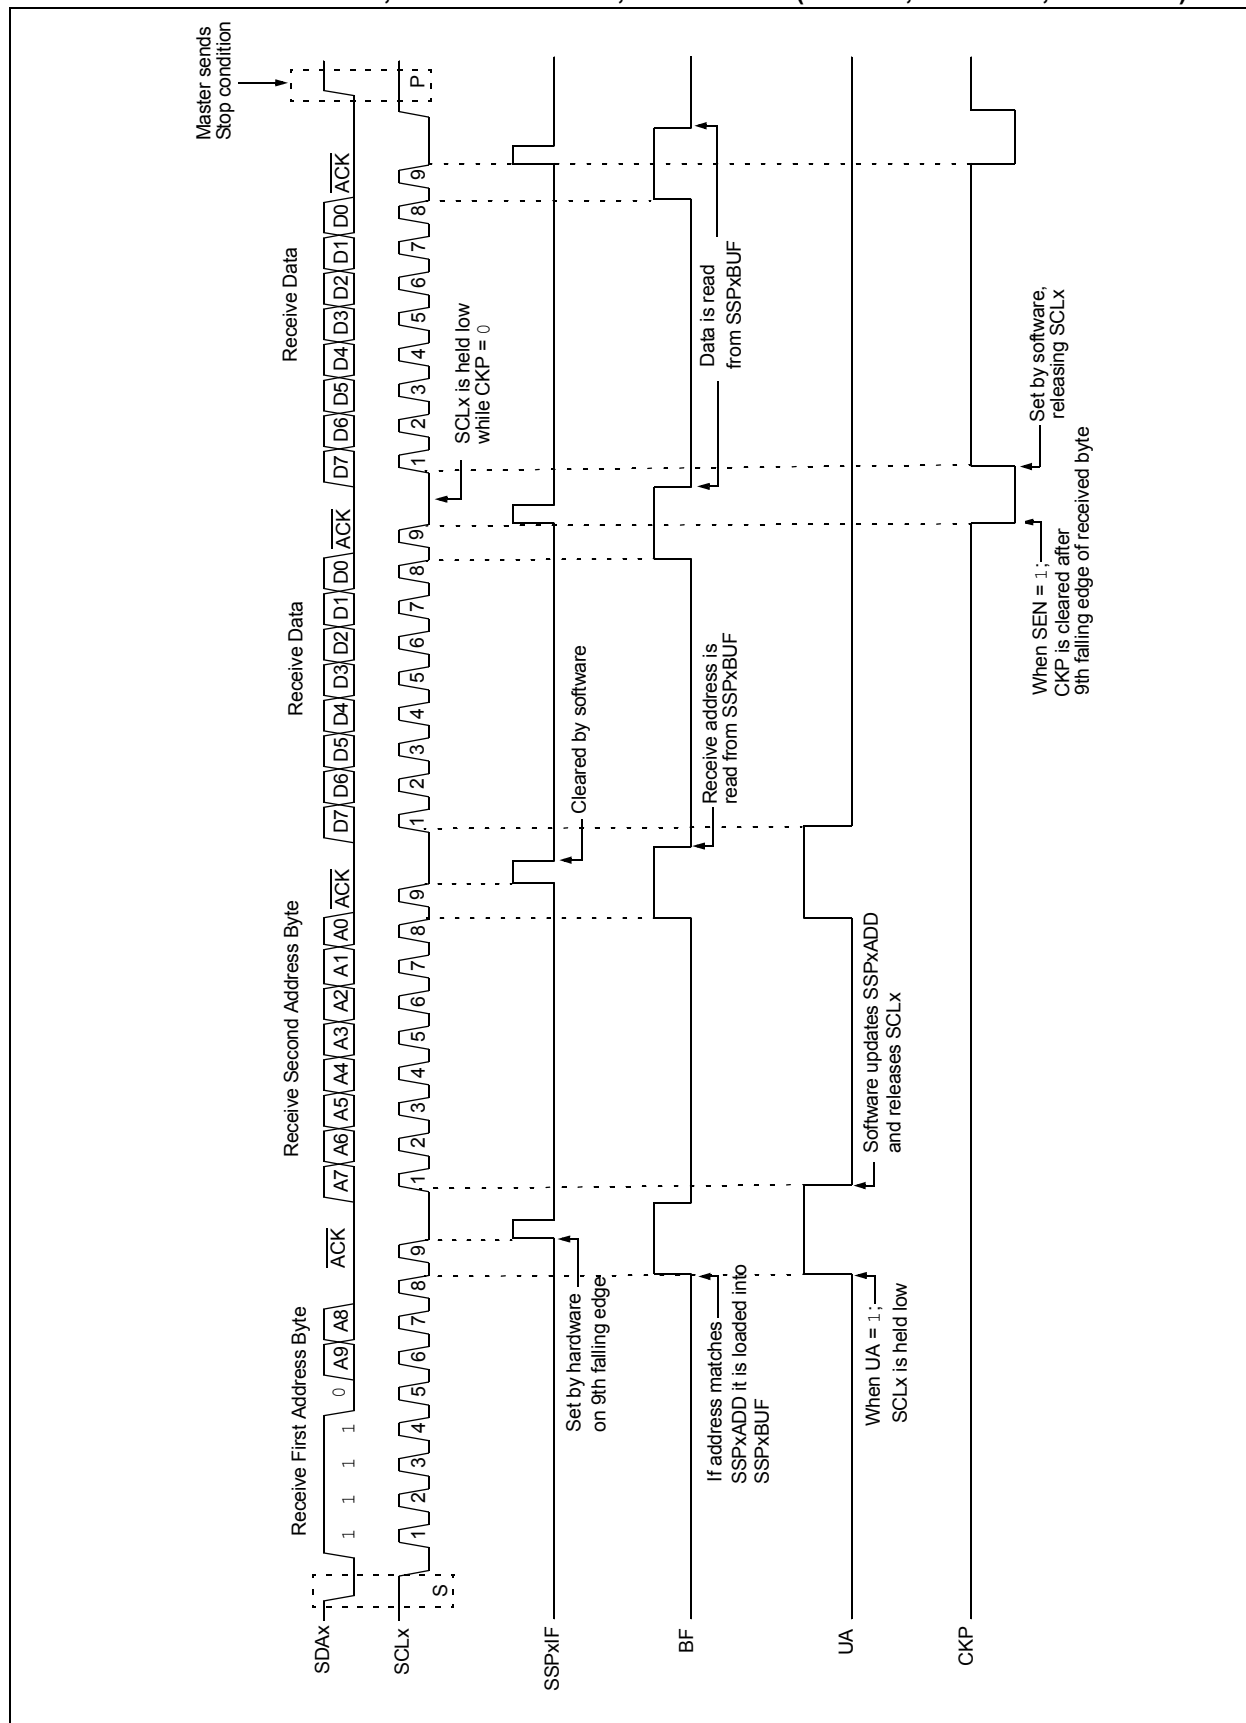 Master sends
Stop condition
Receive First Address Byte
Receive Second Address Byte
Receive Data
Receive Data
SDAx
1 1 1 1 0 A9 A8 ACK
A7 A6 A5 A4 A3 A2 A1 A0 ACK
D7 D6 D5 D4 D3 D2 D1 D0 ACK
D7 D6 D5 D4 D3 D2 D1 D0 ACK
SCLx
S
1 2 3 4 5 6 7 8 9
1 2 3 4 5 6 7 8 9
1 2 3 4 5 6 7 8 9
1 2 3 4 5 6 7 8 9
P
SCLx is held low
while CKP = 0
SSPxIF
Set by hardware
on 9th falling edge
Cleared by software
BF
If address matches
SSPxADD it is loaded into
SSPxBUF
Receive address is
read from SSPxBUF
Data is read
from SSPxBUF
UA
When UA = 1;
SCLx is held low
Software updates SSPxADD
and releases SCLx
CKP
When SEN = 1;
CKP is cleared after
9th falling edge of received byte
Set by software,
releasing SCLx